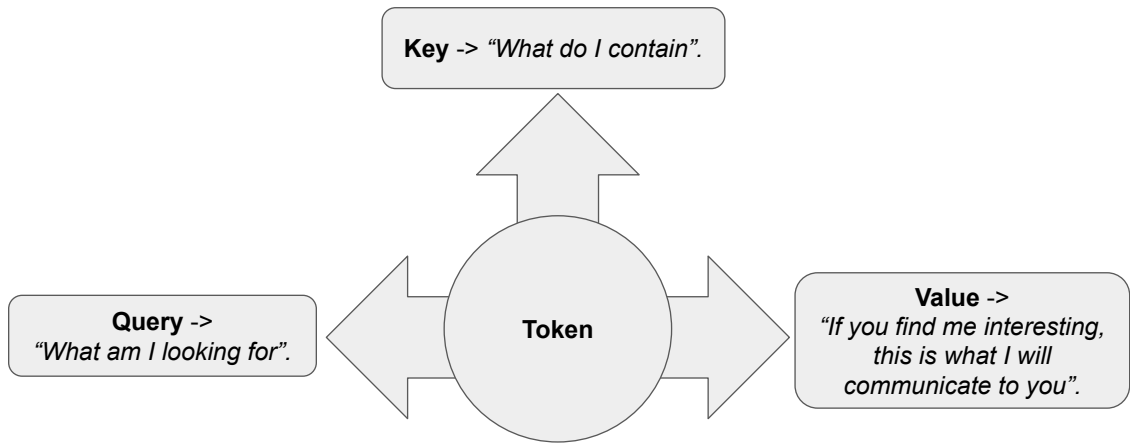 Key -> “What do I contain”.
Query ->
“What am I looking for”.
Token
Value ->
“If you find me interesting,
this is what I will
communicate to you”.